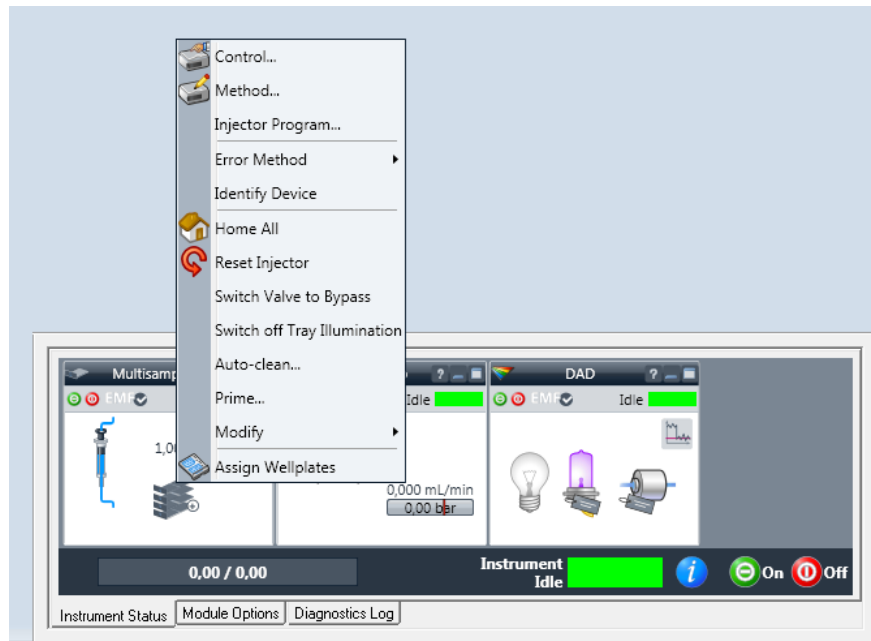 Control...
Method...
Injector Program...
Error Method
Identify Device
Home All
Reset Injector
Switch Valve to Bypass
Switch off Tray Illumination
Auto-clean...
Prime...
Modify
Assign Wellplates
Multisamp
? DAD ?
EMF Idle EMF Idle
1,0
0,000 mL/min
0,00 bar
0,00 / 0,00
Instrument
Idle
i On Off
Instrument Status Module Options Diagnostics Log